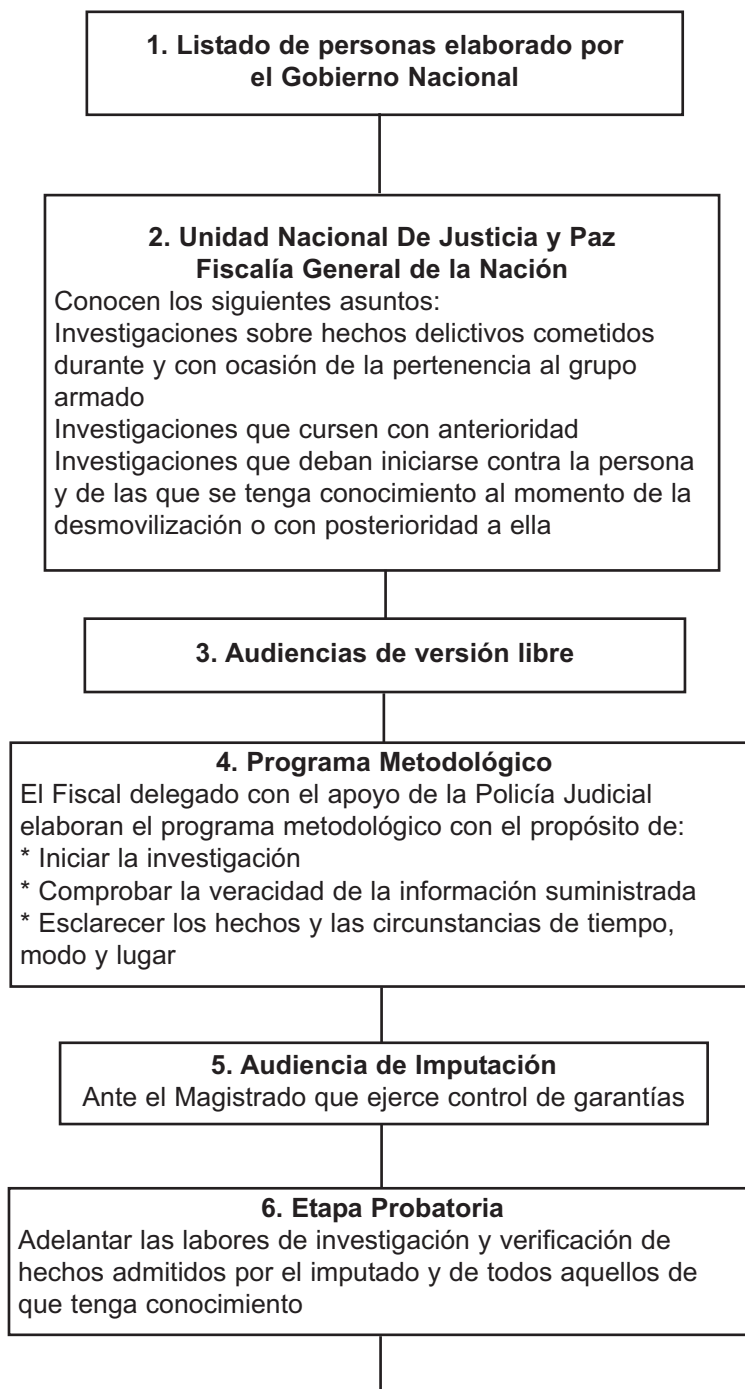 1. Listado de personas elaborado por
el Gobierno Nacional
2. Unidad Nacional De Justicia y Paz
Fiscalía General de la Nación
Conocen los siguientes asuntos:
Investigaciones sobre hechos delictivos cometidos
durante y con ocasión de la pertenencia al grupo
armado
Investigaciones que cursen con anterioridad
Investigaciones que deban iniciarse contra la persona
y de las que se tenga conocimiento al momento de la
desmovilización o con posterioridad a ella
3. Audiencias de versión libre
4. Programa Metodológico
El Fiscal delegado con el apoyo de la Policía Judicial
elaboran el programa metodológico con el propósito de:
* Iniciar la investigación
* Comprobar la veracidad de la información suministrada
* Esclarecer los hechos y las circunstancias de tiempo,
modo y lugar
5. Audiencia de Imputación
Ante el Magistrado que ejerce control de garantías
6. Etapa Probatoria
Adelantar las labores de investigación y verificación de
hechos admitidos por el imputado y de todos aquellos de
que tenga conocimiento